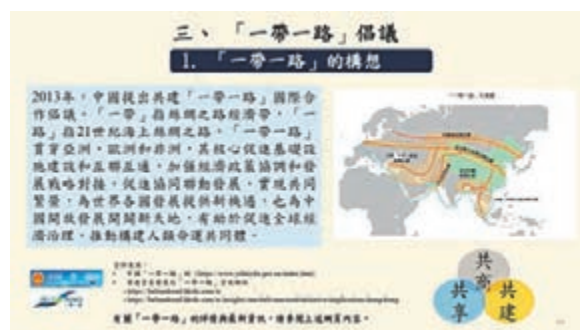 三、「一帶一路」倡議
1. 「一帶一路」的構想
2013年，中國提出共建「一帶一路」國際合
作倡議，「一帶」指絲綢之路經濟帶，「一
路」指21世紀海上絲綢之路。「一帶一路」
貫穿亞洲、歐洲和非洲，其核心促進基礎設
施建設和互聯互通，加強經濟政策協調和發
展戰略對接，促進協同聯動發展，實現共同
繁榮，為世界各國發展提供新機遇，也為中
國開放發展開闢新天地，有助於促進全球經
濟治理，推動構建人類命運共同體。
共商
共享
共建
有關「一帶一路」的詳情與最新資訊，請參閱上述網頁內容。